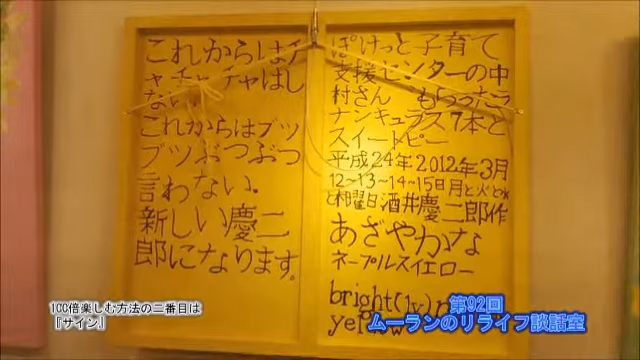 これからはチ
ャチャチャはし
ない
これからはブツ
ブツぶつぶつ
言わない.
新しい慶二
郎になります。
ぽけっと子育て
支援センターの中
村さん もらったラ
ナンキュラス7本と
スイートピー
平成24年2012年3月
12~13~14~15日月と火と水
と木曜日酒井慶二郎作
あざやかな
ネープルスイエロー
bright(ly)
yellow
100倍楽しむ方法の二番目は
『サイン』
第92回
ムーランのリライフ談話室